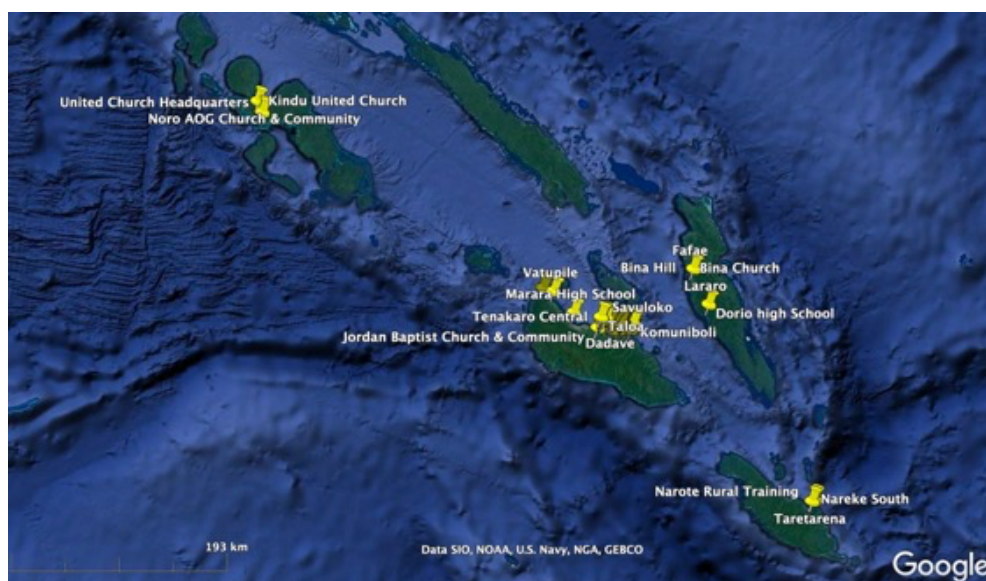 United Church Headquarters
Kindu United Church
Noro AOG Church & Community
Fafae
Bina Hill
Bina Church
Vatupile
Lararo
Marara High School
Savuloko
Dorio high School
Tenakaro Central
Taloa
Komuniboli
Jordan Baptist Church & Community
Dadave
Narote Rural Training
Nareke South
Taretarena
193 km
Data SIO, NOAA, U.S. Navy, NGA, GEBCO
Google